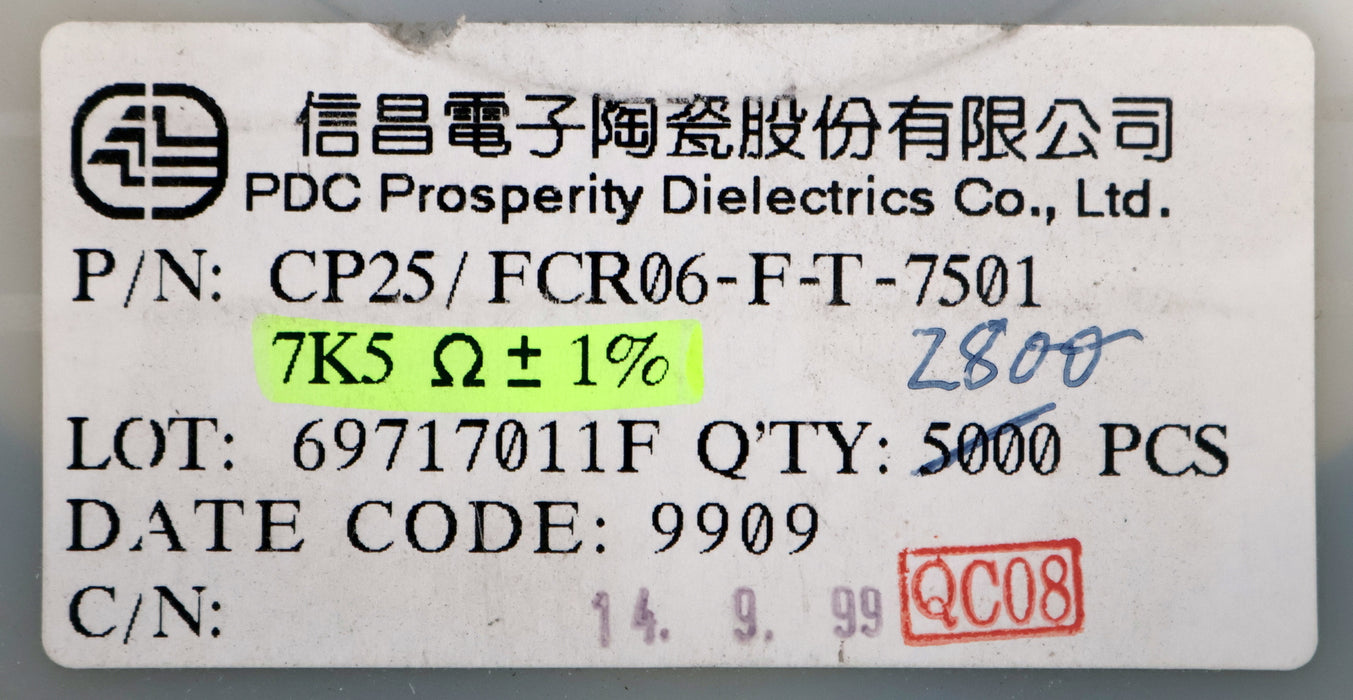 信昌電子陶瓷股份有限公司
PDC Prosperity Dielectrics Co., Ltd.
P/N: CP25/FCR06-F-T-7501
7K5 Ω ± 1% 2800
LOT: 69717011F Q'TY: 5000 PCS
DATE CODE: 9909
C/N: 14. 9. 99 QC08